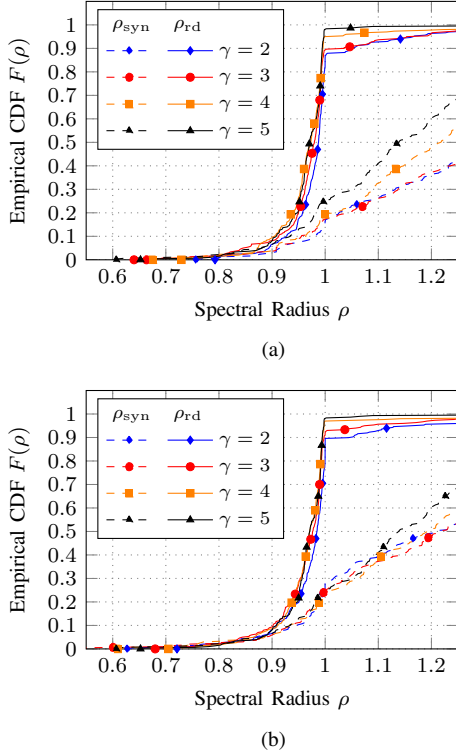 1
0.9
0.8
0.7
0.6
0.5
0.4
0.3
0.2
0.1
0
Empirical CDF F(ρ)
ρsyn ρrd
γ = 2
γ = 3
γ = 4
γ = 5
0.6 0.7 0.8 0.9 1 1.1 1.2
Spectral Radius ρ
(a)
1
0.9
0.8
0.7
0.6
0.5
0.4
0.3
0.2
0.1
0
Empirical CDF F(ρ)
ρsyn ρrd
γ = 2
γ = 3
γ = 4
γ = 5
0.6 0.7 0.8 0.9 1 1.1 1.2
Spectral Radius ρ
(b)